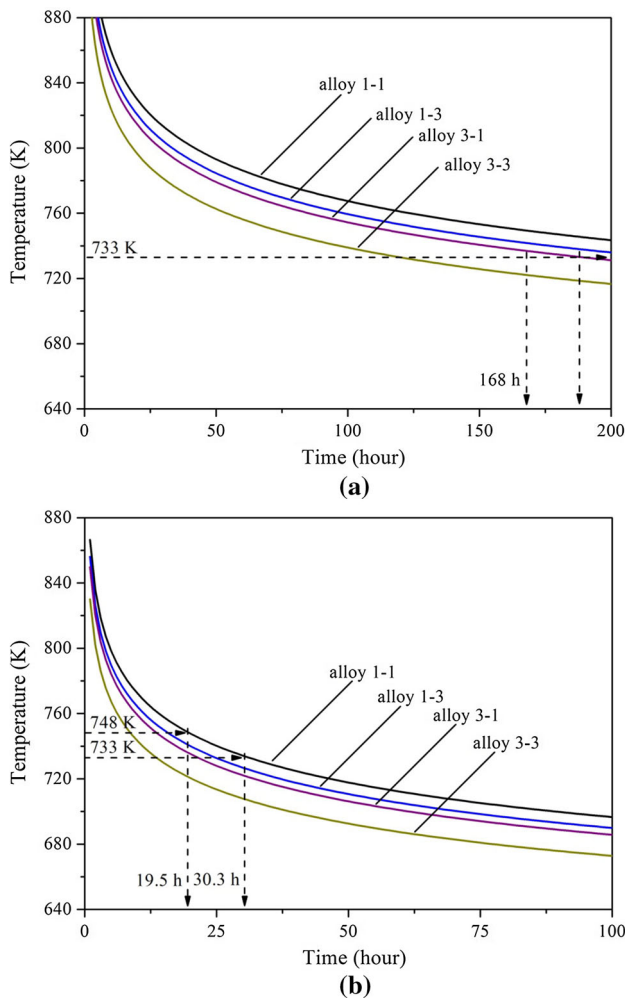 880
840
800
760
720
680
640
Temperature (K)
alloy 1-1
alloy 1-3
alloy 3-1
alloy 3-3
733 K
168 h
0
50
100
150
200
Time (hour)
(a)
880
840
800
760
720
680
640
Temperature (K)
alloy 1-1
alloy 1-3
alloy 3-1
alloy 3-3
748 K
733 K
19.5 h
30.3 h
0
25
50
75
100
Time (hour)
(b)